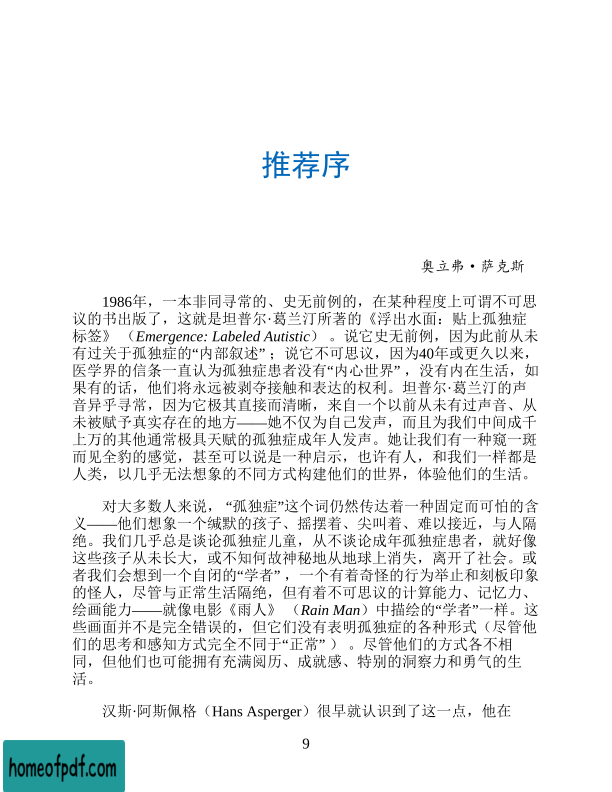 推荐序
奥立弗·萨克斯
1986年，一本非同寻常的、史无前例的，在某种程度上可谓不可思
议的书出版了，这就是坦普尔·葛兰汀所著的《浮出水面：贴上孤独症
标签》（Emergence: Labeled Autistic）。说它史无前例，因为此前从未
有过关于孤独症的“内部叙述”；说它不可思议，因为40年或更久以来，
医学界的信条一直认为孤独症患者没有“内心世界”，没有内在生活，如
果有的话，他们将永远被剥夺接触和表达的权利。坦普尔·葛兰汀的声
音异乎寻常，因为它极其直接而清晰，来自一个以前从未有过声音、从
未被赋予真实存在的地方——她不仅为自己发声，而且为我们中间成千
上万的其他通常极具天赋的孤独症成年人发声。她让我们有一种窥一斑
而见全豹的感觉，甚至可以说是一种启示，也许有人，和我们一样都是
人类，以几乎无法想象的不同方式构建他们的世界，体验他们的生活。
对大多数人来说，“孤独症”这个词仍然传达着一种固定而可怕的含
义——他们想象一个缄默的孩子、摇摆着、尖叫着、难以接近，与人隔
绝。我们几乎总是谈论孤独症儿童，从不谈论成年孤独症患者，就好像
这些孩子从未长大，或不知何故神秘地从地球上消失，离开了社会。或
者我们会想到一个自闭的“学者”，一个有着奇怪的行为举止和刻板印象
的怪人，尽管与正常生活隔绝，但有着不可思议的计算能力、记忆力、
绘画能力——就像电影《雨人》（Rain Man）中描绘的“学者”一样。这
些画面并不是完全错误的，但它们没有表明孤独症的各种形式（尽管他
们的思考和感知方式完全不同于“正常”）。尽管他们的方式各不相
同，但他们也可能拥有充满阅历、成就感、特别的洞察力和勇气的生
活。
汉斯·阿斯佩格（Hans Asperger）很早就认识到了这一点，他在
9
homeofpdf.com